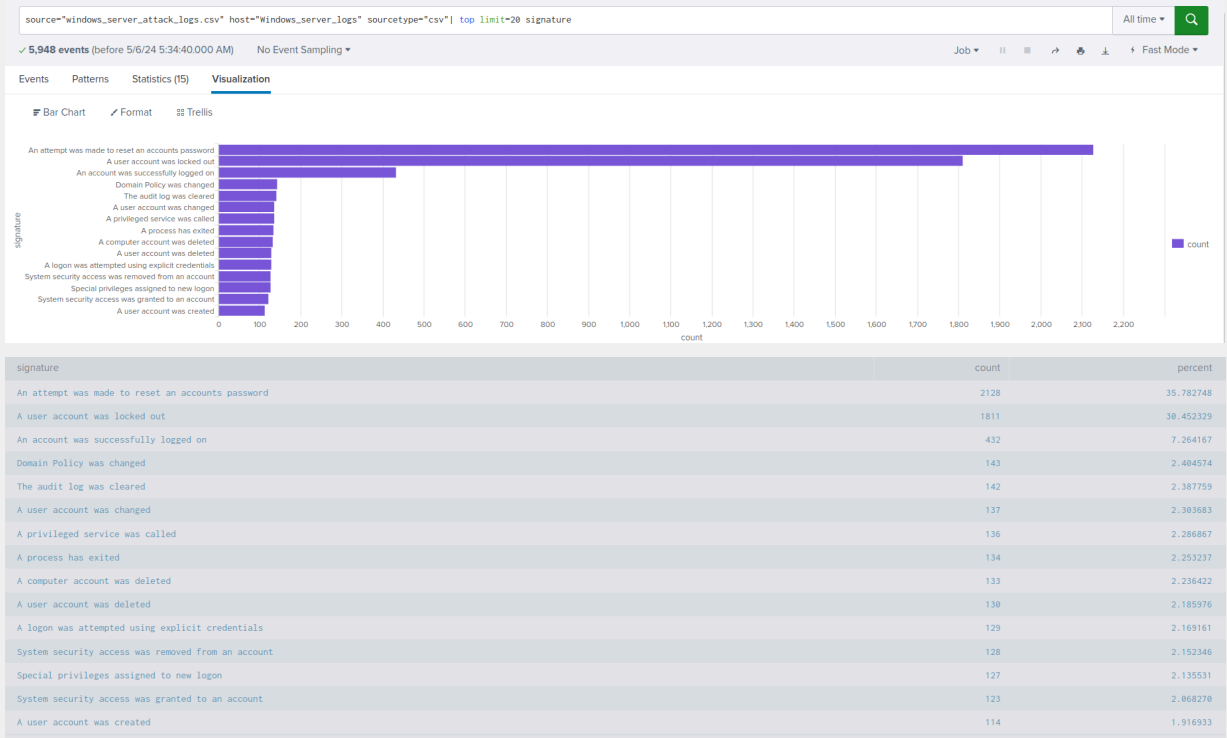 source="windows_server_attack_logs.csv" host="Windows_server_logs" sourcetype="csv"| top limit=20 signature
All time
5,948 events (before 5/6/24 5:34:40.000 AM) No Event Sampling
Job Fast Mode
Events Patterns Statistics (15) Visualization
Bar Chart Format Trellis
signature
An attempt was made to reset an accounts password
A user account was locked out
An account was successfully logged on
Domain Policy was changed
The audit log was cleared
A user account was changed
A privileged service was called
A process has exited
A computer account was deleted
A user account was deleted
A logon was attempted using explicit credentials
System security access was removed from an account
Special privileges assigned to new logon
System security access was granted to an account
A user account was created
count
0 100 200 300 400 500 600 700 800 900 1,000 1,100 1,200 1,300 1,400 1,500 1,600 1,700 1,800 1,900 2,000 2,100 2,200
count
signature count percent
An attempt was made to reset an accounts password 2128 35.782748
A user account was locked out 1811 30.452329
An account was successfully logged on 432 7.264167
Domain Policy was changed 143 2.404574
The audit log was cleared 142 2.387759
A user account was changed 137 2.303683
A privileged service was called 136 2.286867
A process has exited 134 2.253237
A computer account was deleted 133 2.236422
A user account was deleted 130 2.185976
A logon was attempted using explicit credentials 129 2.169161
System security access was removed from an account 128 2.152346
Special privileges assigned to new logon 127 2.135531
System security access was granted to an account 123 2.068270
A user account was created 114 1.916933